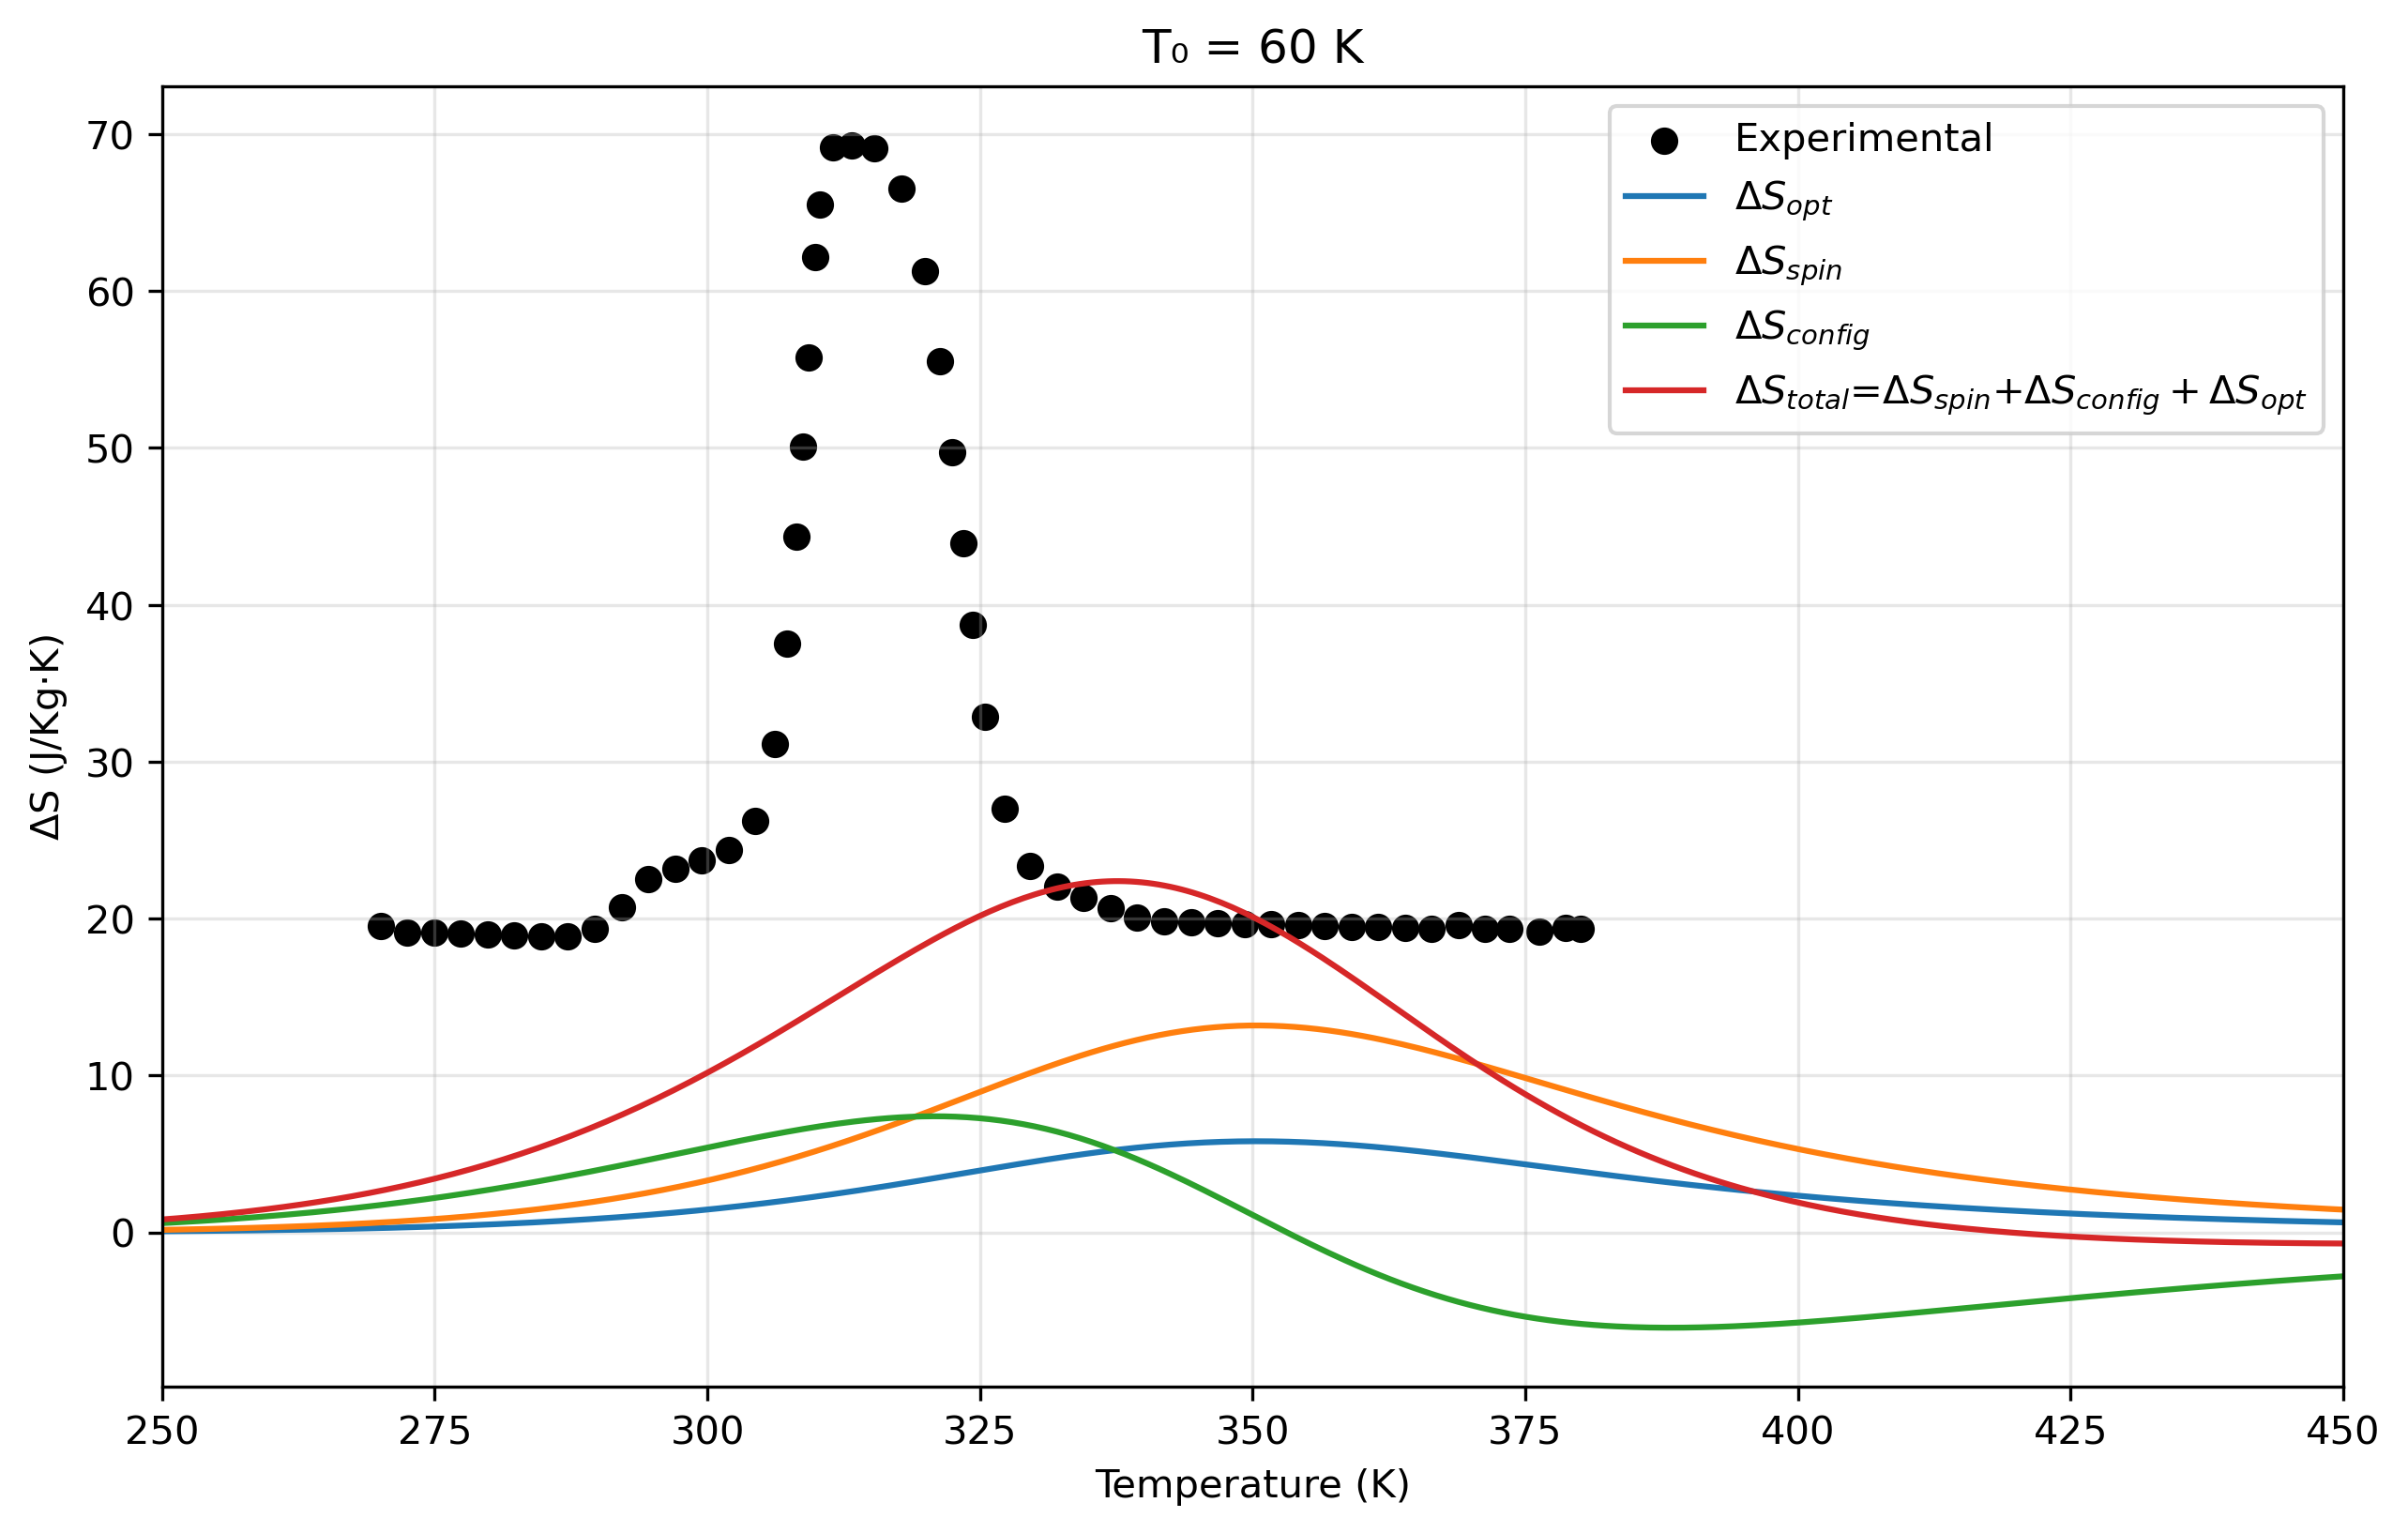 T₀ = 60 K
70
60
50
40
30
20
10
0
ΔS (J/Kg·K)
Experimental
ΔS_opt
ΔS_spin
ΔS_config
ΔS_total=ΔS_spin+ΔS_config + ΔS_opt
250 275 300 325 350 375 400 425 450
Temperature (K)